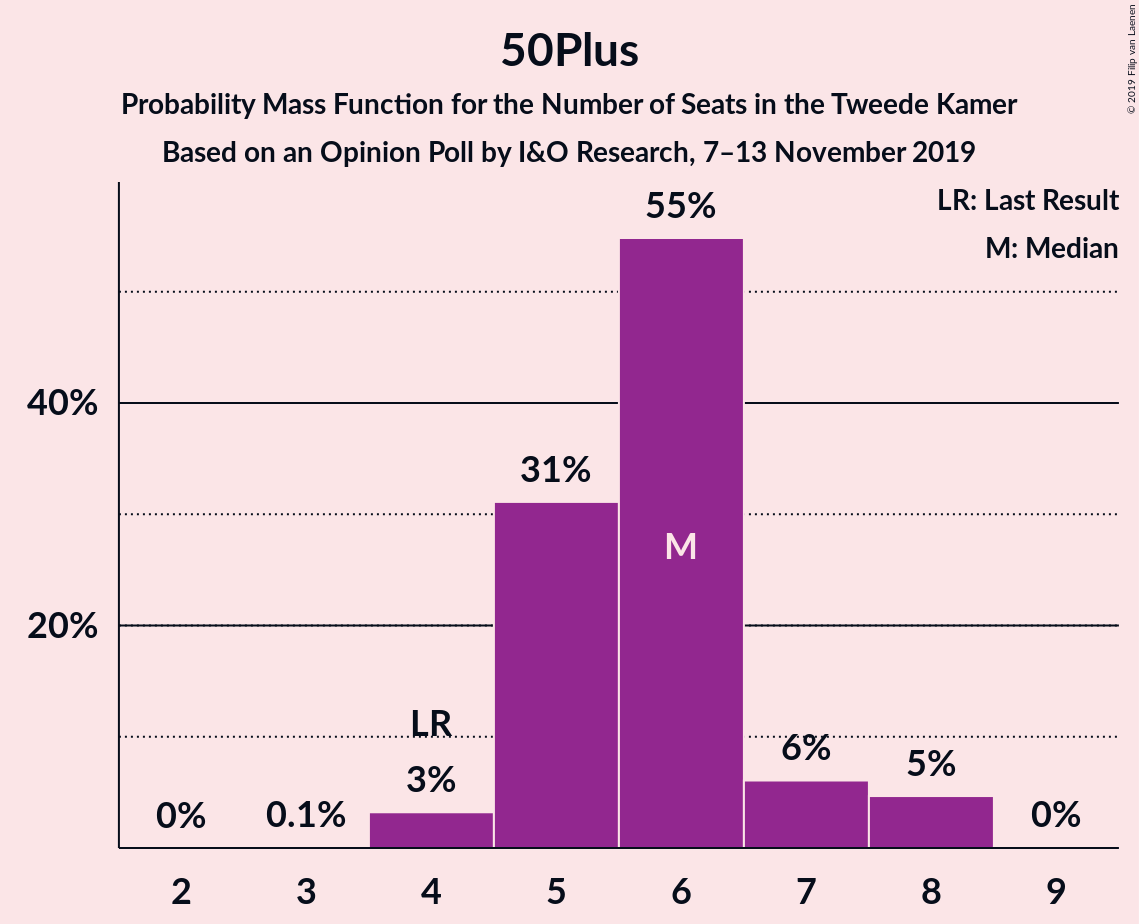 50Plus
Probability Mass Function for the Number of Seats in the Tweede Kamer
Based on an Opinion Poll by I&O Research, 7–13 November 2019
© 2019 Filip van Laenen
LR: Last Result
M: Median
55%
40%
31%
M
20%
LR
6%
5%
3%
0%
0.1%
0%
2 3 4 5 6 7 8 9